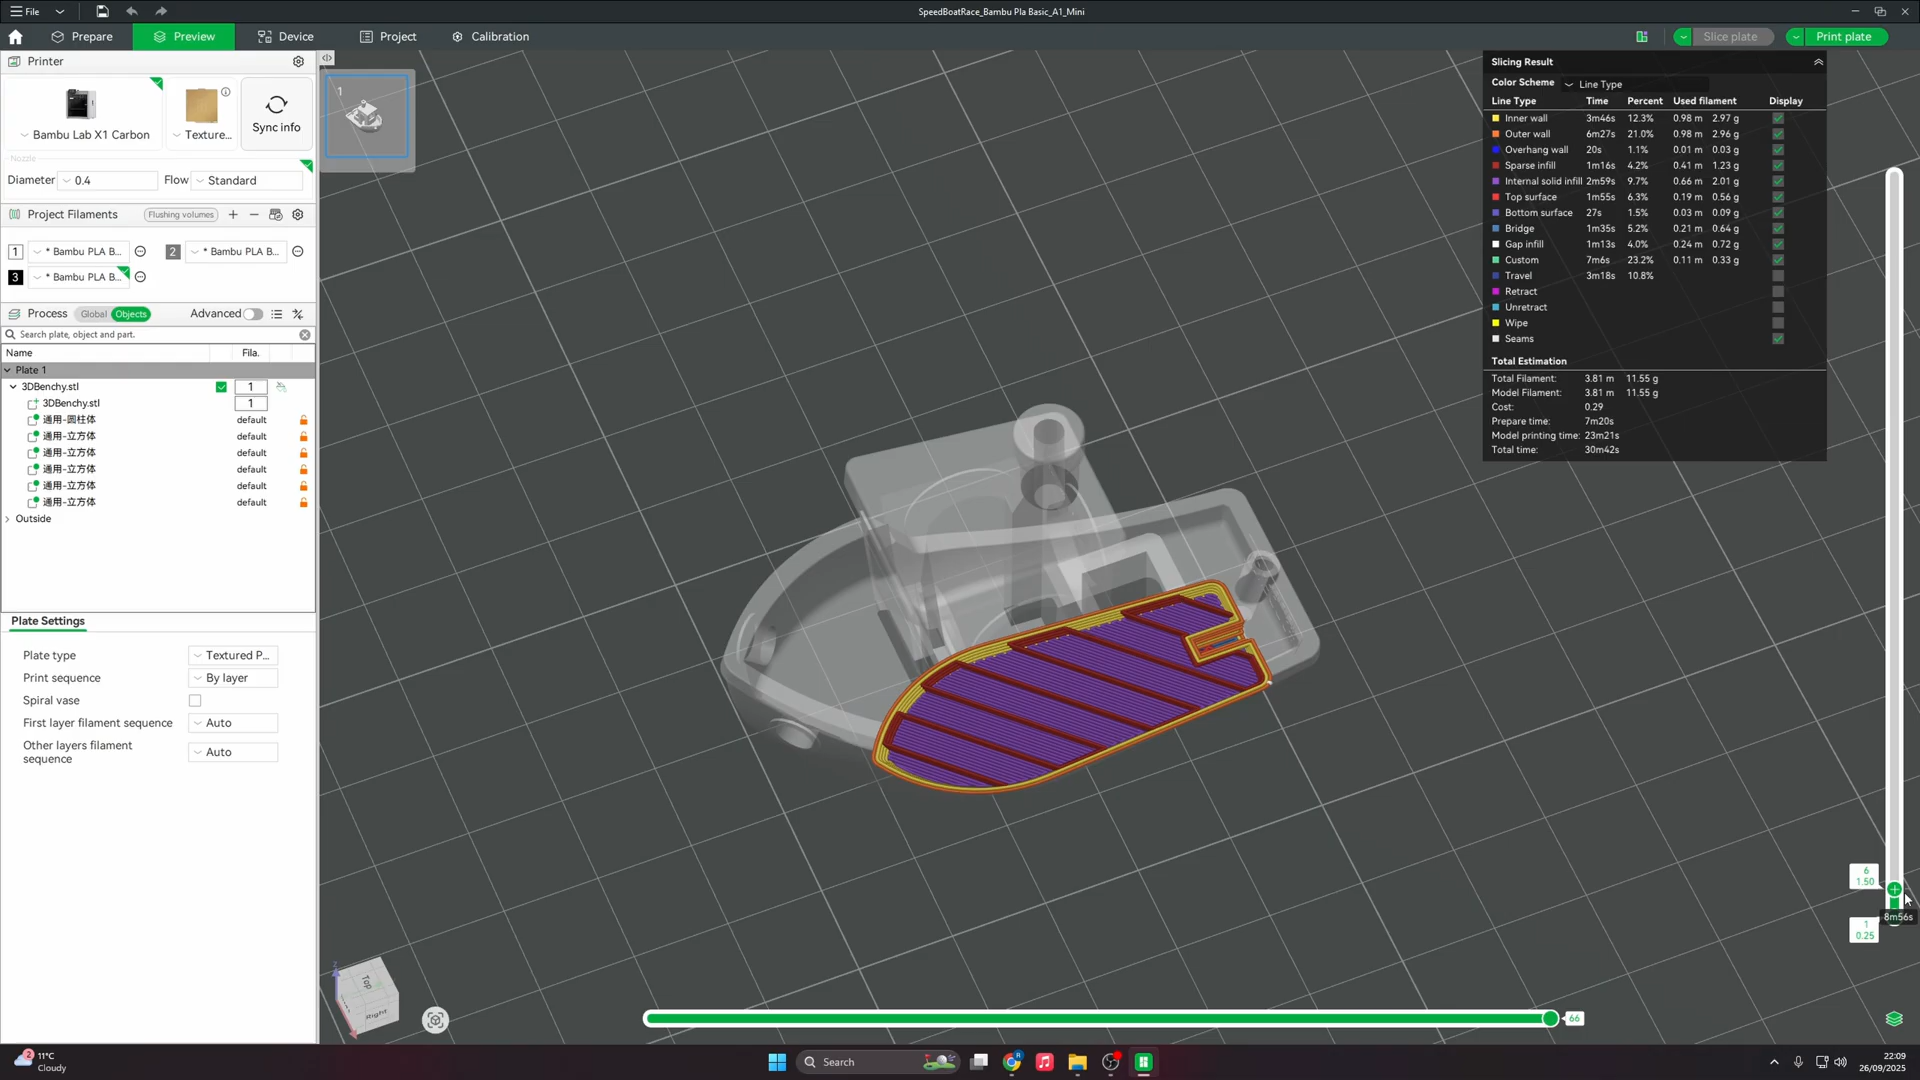 File
SpeedBoatRace_Bambu Pla Basic_A1_Mini
Prepare
Preview
Device
Project
Calibration
Slice plate
Print plate
Printer
Bambu Lab X1 Carbon
Texture...
Sync info
Nozzle
Diameter
0.4
Flow
Standard
Project Filaments
Flushing volumes
1
* Bambu PLA B...
2
* Bambu PLA B...
3
* Bambu PLA B...
Process
Global
Objects
Advanced
Search plate, object and part.
Name
Fila.
Plate 1
3DBenchy.stl
1
3DBenchy.stl
1
通用-圆柱体
default
通用-立方体
default
通用-立方体
default
通用-立方体
default
通用-立方体
default
通用-立方体
default
Outside
Plate Settings
Plate type
Textured P...
Print sequence
By layer
Spiral vase
First layer filament sequence
Auto
Other layers filament
sequence
Auto
1
Slicing Result
Color Scheme
Line Type
Line Type Time Percent Used filament Display
Inner wall 3m46s 12.3% 0.98 m 2.97 g
Outer wall 6m27s 21.0% 0.98 m 2.96 g
Overhang wall 20s 1.1% 0.01 m 0.03 g
Sparse infill 1m16s 4.2% 0.41 m 1.23 g
Internal solid infill 2m59s 9.7% 0.66 m 2.01 g
Top surface 1m55s 6.3% 0.19 m 0.56 g
Bottom surface 27s 1.5% 0.03 m 0.09 g
Bridge 1m35s 5.2% 0.21 m 0.64 g
Gap infill 1m13s 4.0% 0.24 m 0.72 g
Custom 7m6s 23.2% 0.11 m 0.33 g
Travel 3m18s 10.8%
Retract
Unretract
Wipe
Seams
Total Estimation
Total Filament: 3.81 m 11.55 g
Model Filament: 3.81 m 11.55 g
Cost: 0.29
Prepare time: 7m20s
Model printing time: 23m21s
Total time: 30m42s
6
1.50
8m56s
1
0.25
Top
Right
66
2
11°C
Cloudy
Search
22:09
26/09/2025